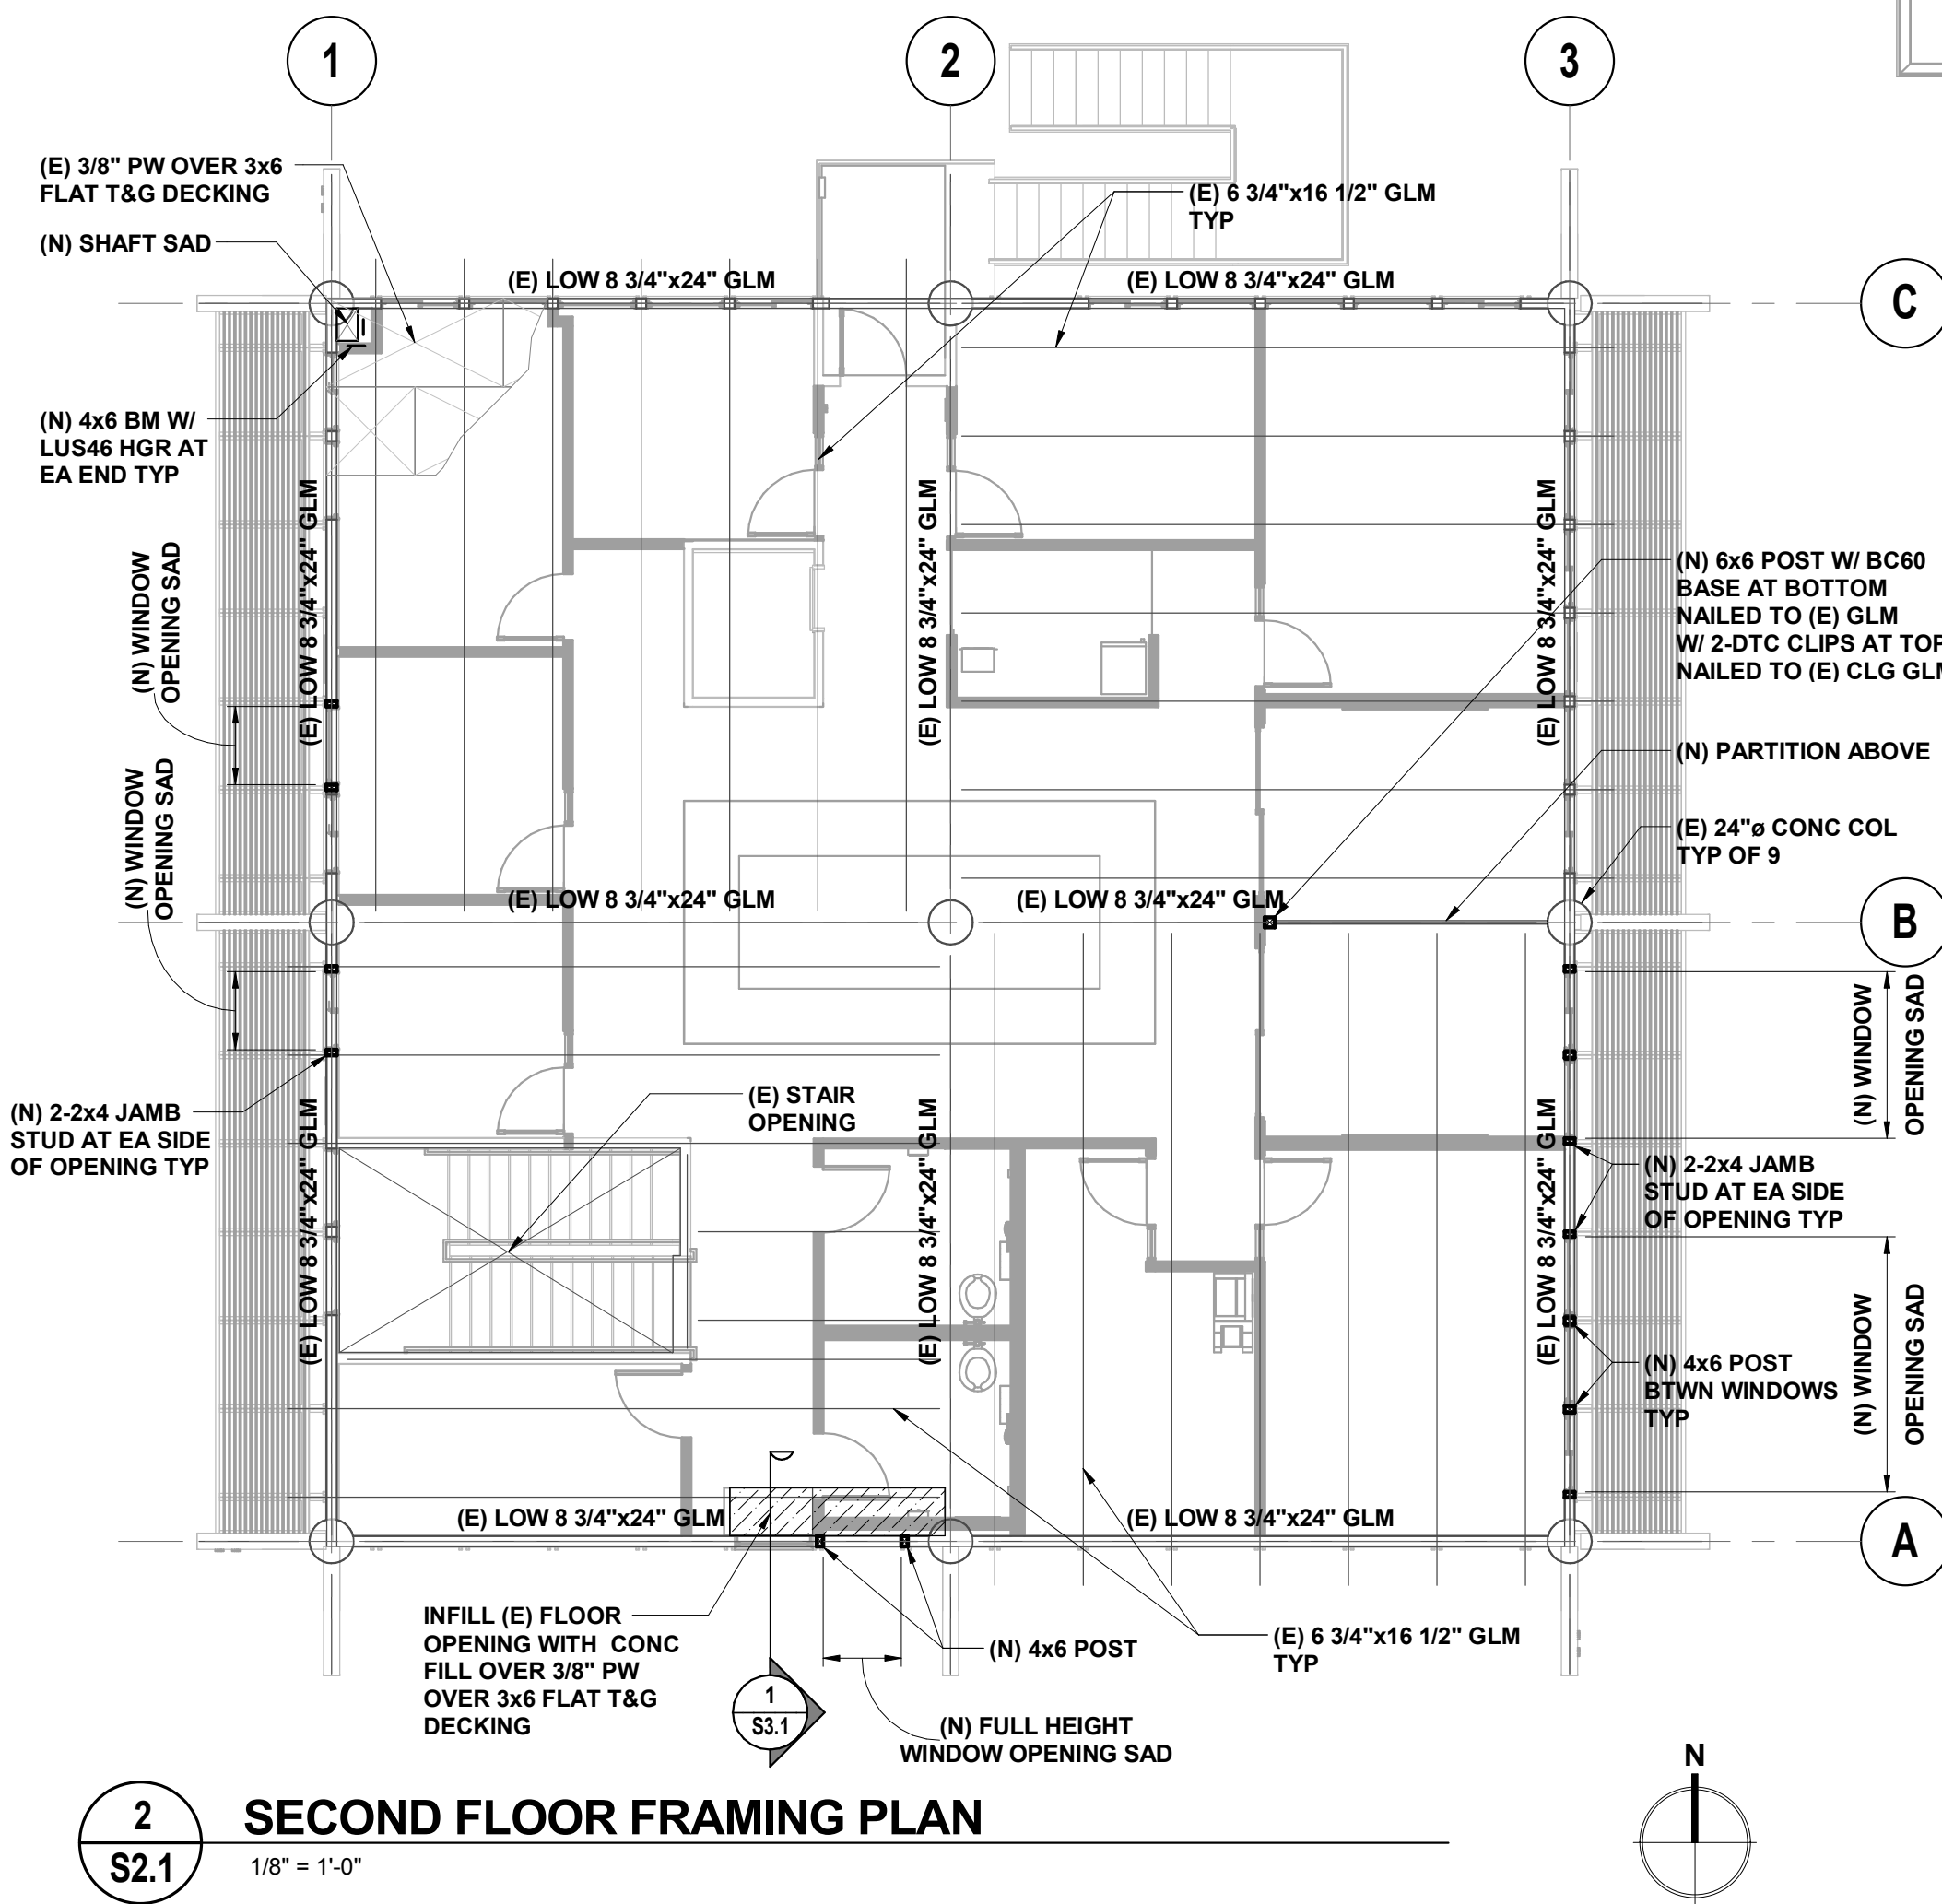 1
2
3
(E) 3/8" PW OVER 3x6
FLAT T&G DECKING
(N) SHAFT SAD
(E) 6 3/4"x16 1/2" GLM
TYP
(E) LOW 8 3/4"x24" GLM
(E) LOW 8 3/4"x24" GLM
C
(N) 4x6 BM W/
LUS46 HGR AT
EA END TYP
(E) LOW 8 3/4"x24" GLM
(E) LOW 8 3/4"x24" GLM
(E) LOW 8 3/4"x24" GLM
(N) WINDOW
OPENING SAD
(N) 6x6 POST W/ BC60
BASE AT BOTTOM
NAILED TO (E) GLM
W/ 2-DTC CLIPS AT TOP
NAILED TO (E) CLG GLM
(N) WINDOW
OPENING SAD
(N) PARTITION ABOVE
(E) 24"ø CONC COL
TYP OF 9
(E) LOW 8 3/4"x24" GLM
(E) LOW 8 3/4"x24" GLM
B
(N) WINDOW
OPENING SAD
(N) 2-2x4 JAMB
STUD AT EA SIDE
OF OPENING TYP
(E) STAIR
OPENING
(E) LOW 8 3/4"x24" GLM
(E) LOW 8 3/4"x24" GLM
(E) LOW 8 3/4"x24" GLM
(N) 2-2x4 JAMB
STUD AT EA SIDE
OF OPENING TYP
(N) WINDOW
OPENING SAD
(N) 4x6 POST
BTWN WINDOWS
TYP
(E) LOW 8 3/4"x24" GLM
(E) LOW 8 3/4"x24" GLM
A
INFILL (E) FLOOR
OPENING WITH CONC
FILL OVER 3/8" PW
OVER 3x6 FLAT T&G
DECKING
(N) 4x6 POST
(E) 6 3/4"x16 1/2" GLM
TYP
1
S3.1
(N) FULL HEIGHT
WINDOW OPENING SAD
N
2
S2.1
SECOND FLOOR FRAMING PLAN
1/8" = 1'-0"